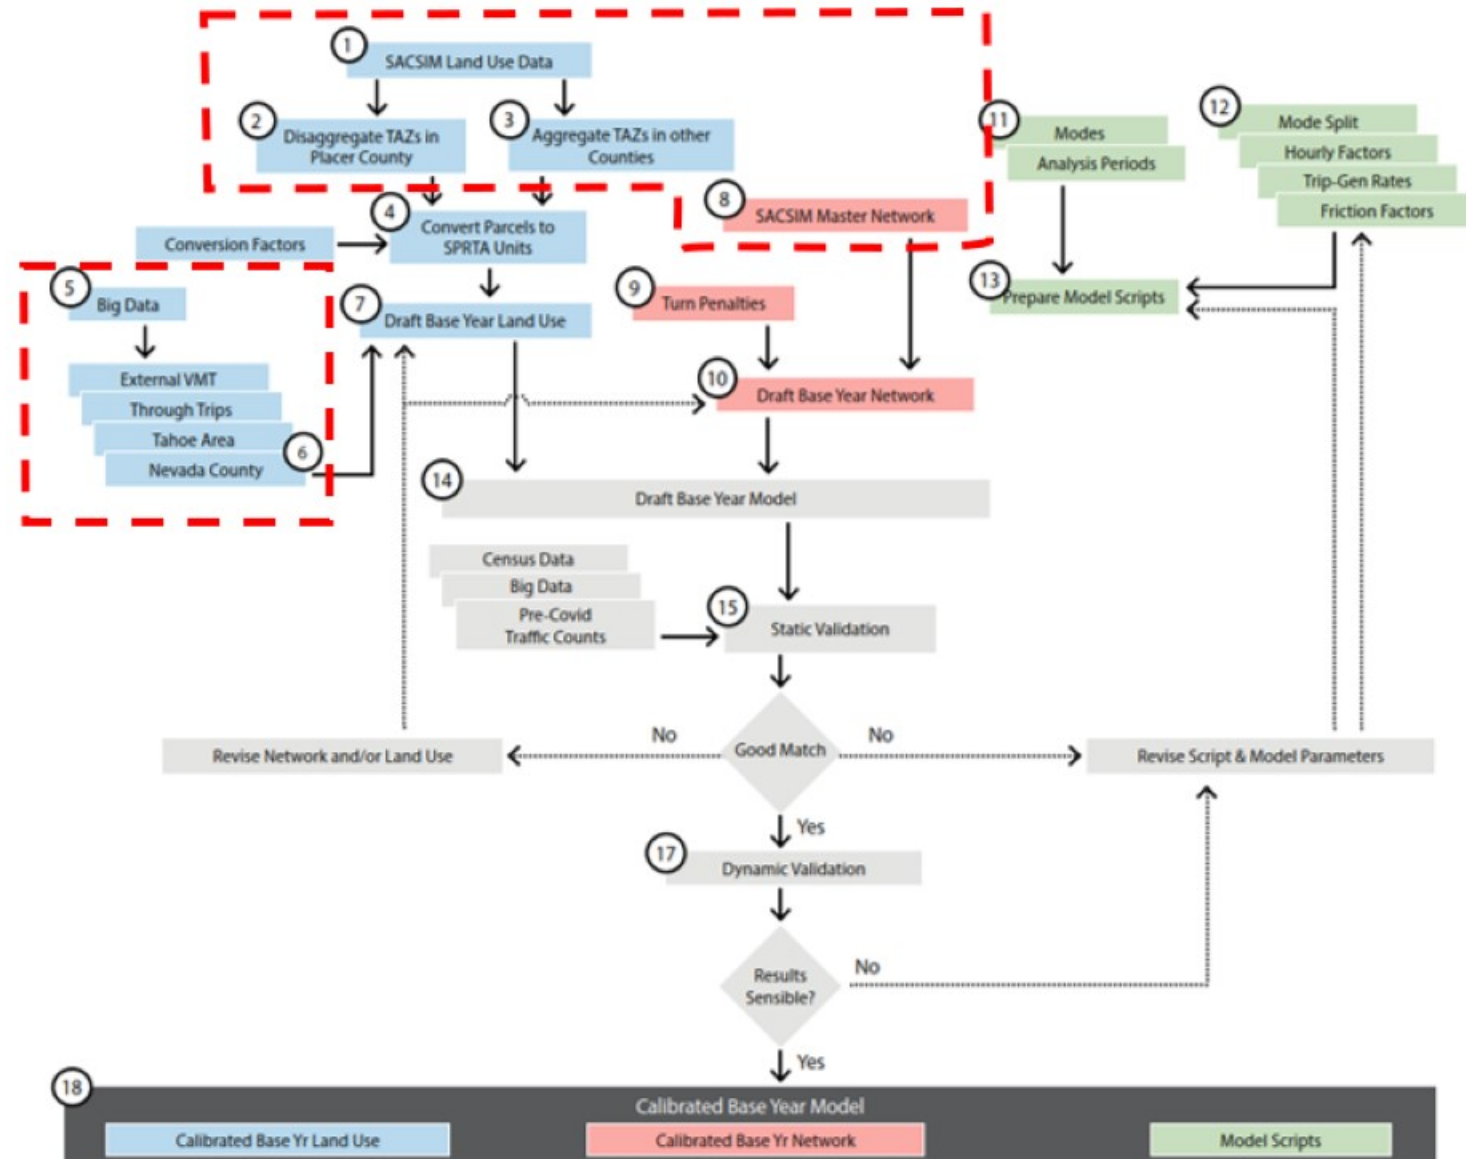 1
SACSIM Land Use Data
2
Disaggregate TAZs in
Placer County
3
Aggregate TAZs in other
Counties
11
Modes
Analysis Periods
12
Mode Split
Hourly Factors
Trip-Gen Rates
Friction Factors
4
Convert Parcels to
SPRTA Units
Conversion Factors
8
SACSIM Master Network
5
Big Data
7
Draft Base Year Land Use
9
Turn Penalties
13
Prepare Model Scripts
External VMT
Through Trips
Tahoe Area
Nevada County
6
10
Draft Base Year Network
14
Draft Base Year Model
Census Data
Big Data
Pre-Covid
Traffic Counts
15
Static Validation
Revise Network and/or Land Use
No
Good Match
No
Revise Script & Model Parameters
Yes
17
Dynamic Validation
Results
Sensible?
No
Yes
18
Calibrated Base Year Model
Calibrated Base Yr Land Use
Calibrated Base Yr Network
Model Scripts